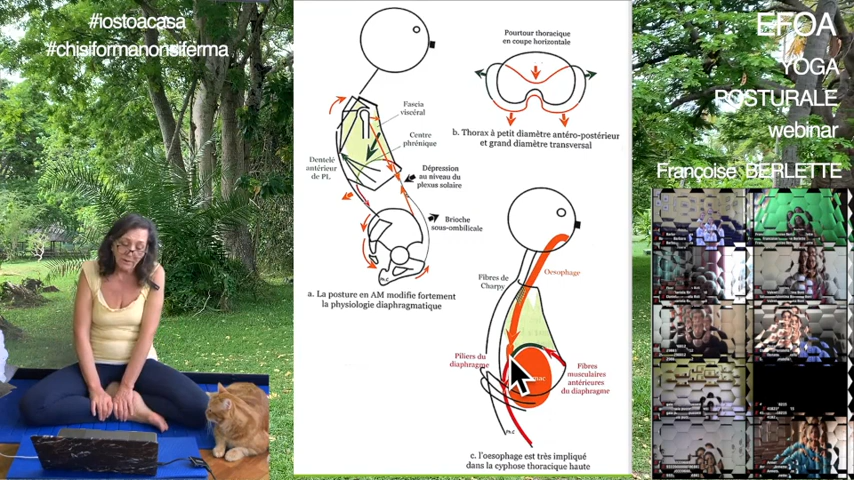 #iostoacasa
#chisiformanonsiferma
EFOA
YOGA
POSTURALE
webinar
Françoise BERLETTE
Fascia
viscéral
Centre
phrénique
Dentelé
antérieur
de PL
Dépression
au niveau du
plexus solaire
Brioche
sous-ombilicale
a. La posture en AM modifie fortement
la physiologie diaphragmatique
Pourtour thoracique
en coupe horizontale
b. Thorax à petit diamètre antéro-postérieur
et grand diamètre transversal
Fibres de
Charpy
Oesophage
Piliers du
diaphragme
Fibres
musculaires
antérieures
du diaphragme
c. l'oesophage est très impliqué
dans la cyphose thoracique haute